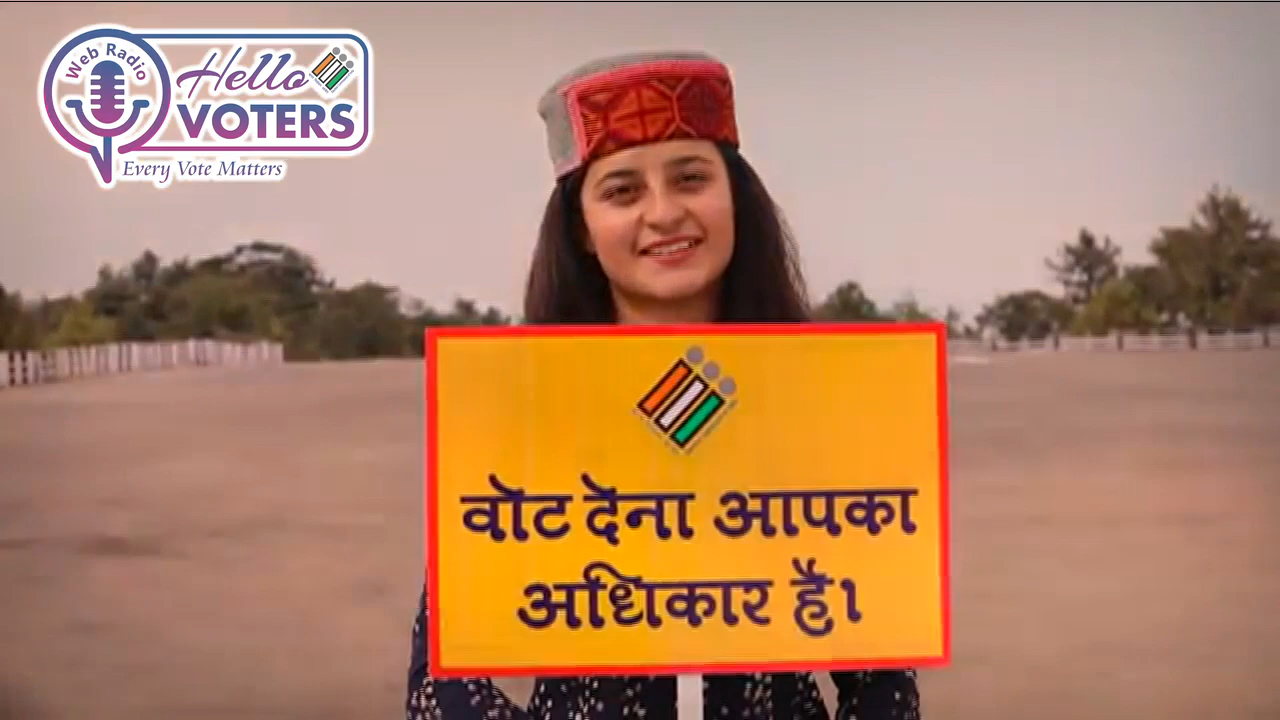 Web Radio
Hello
VOTERS
Every Vote Matters
वोट देना आपका
अधिकार है।